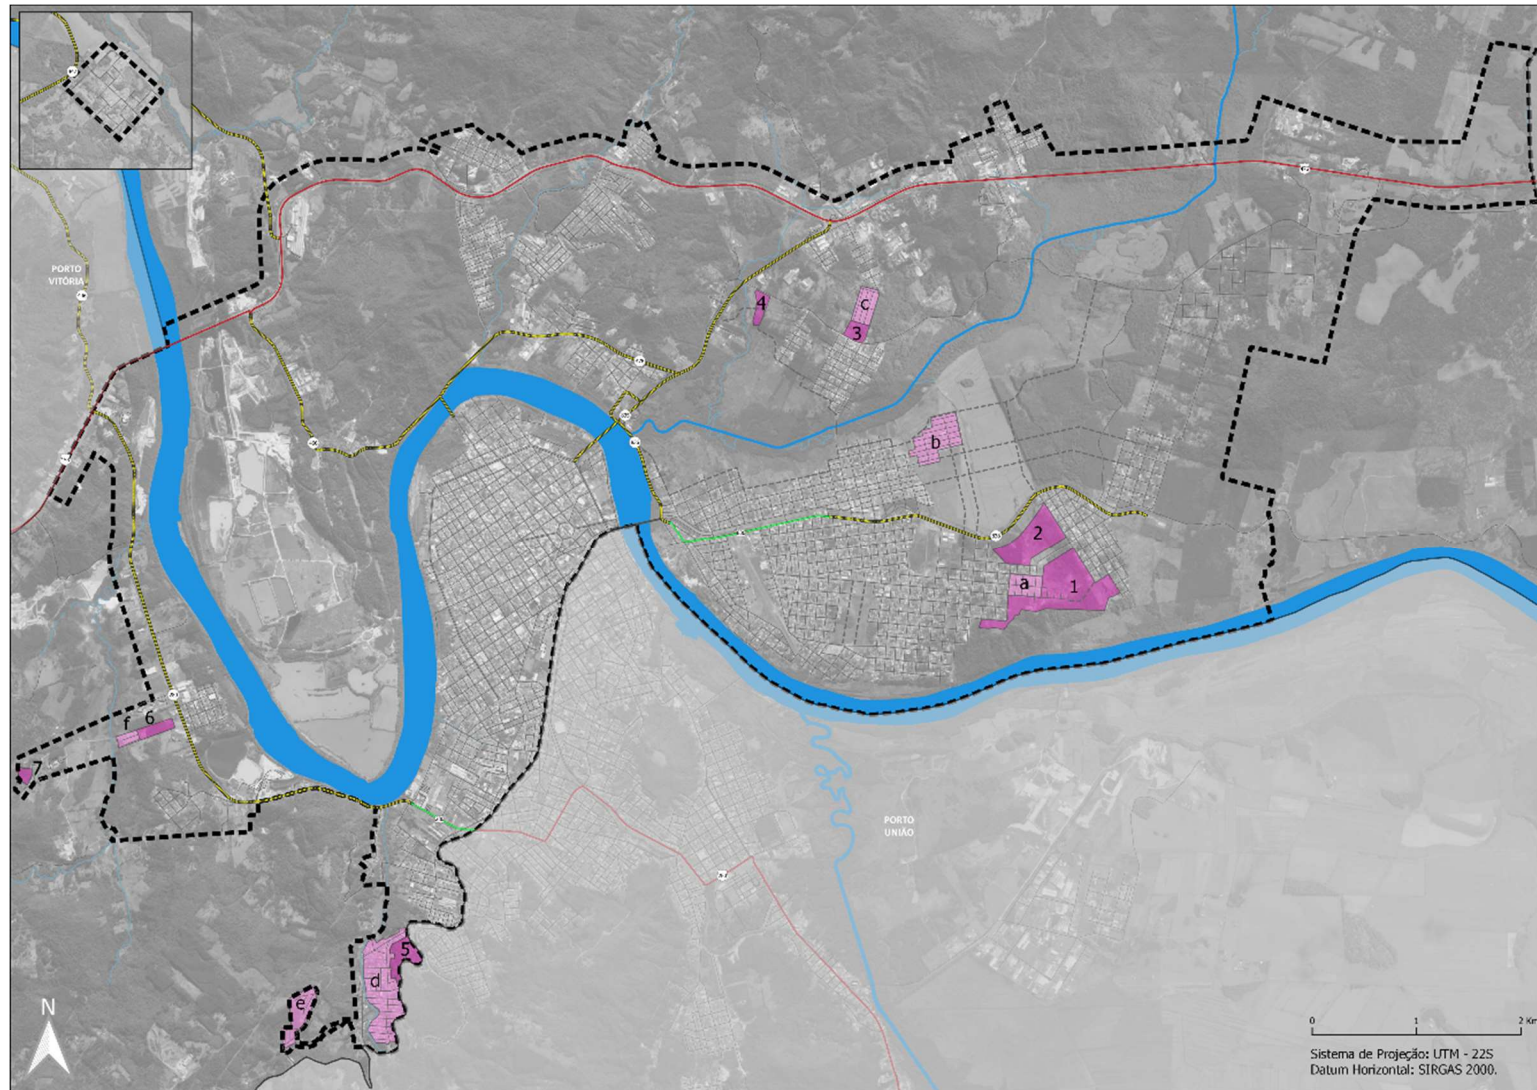 PORTO
VITÓRIA
4
c
3
b
2
a
1
f
6
7
PORTO
UNIÃO
5
d
e
N
0 1 2 Km
Sistema de Projeção: UTM - 22S
Datum Horizontal: SIRGAS 2000.